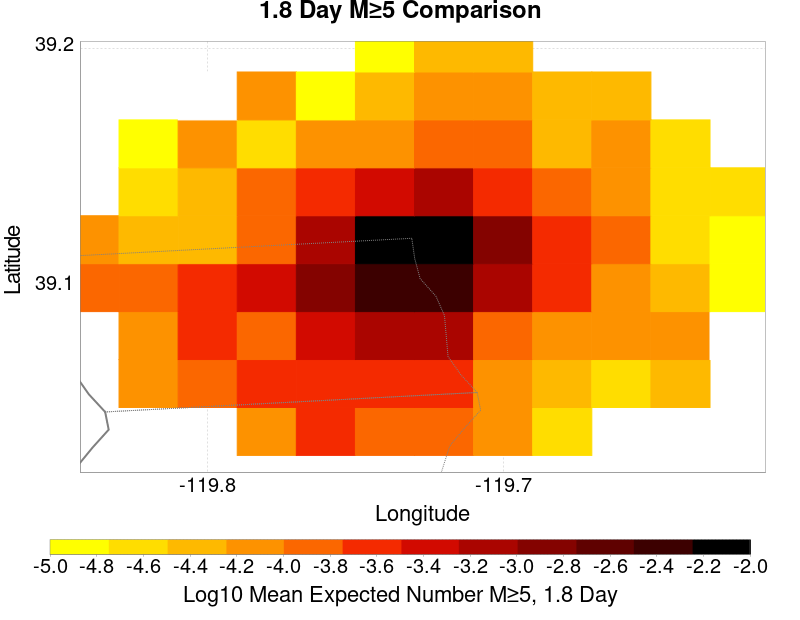 1.8 Day M≥5 Comparison
39.2
39.1
Latitude
-119.8 -119.7
Longitude
-5.0 -4.8 -4.6 -4.4 -4.2 -4.0 -3.8 -3.6 -3.4 -3.2 -3.0 -2.8 -2.6 -2.4 -2.2 -2.0
Log10 Mean Expected Number M≥5, 1.8 Day